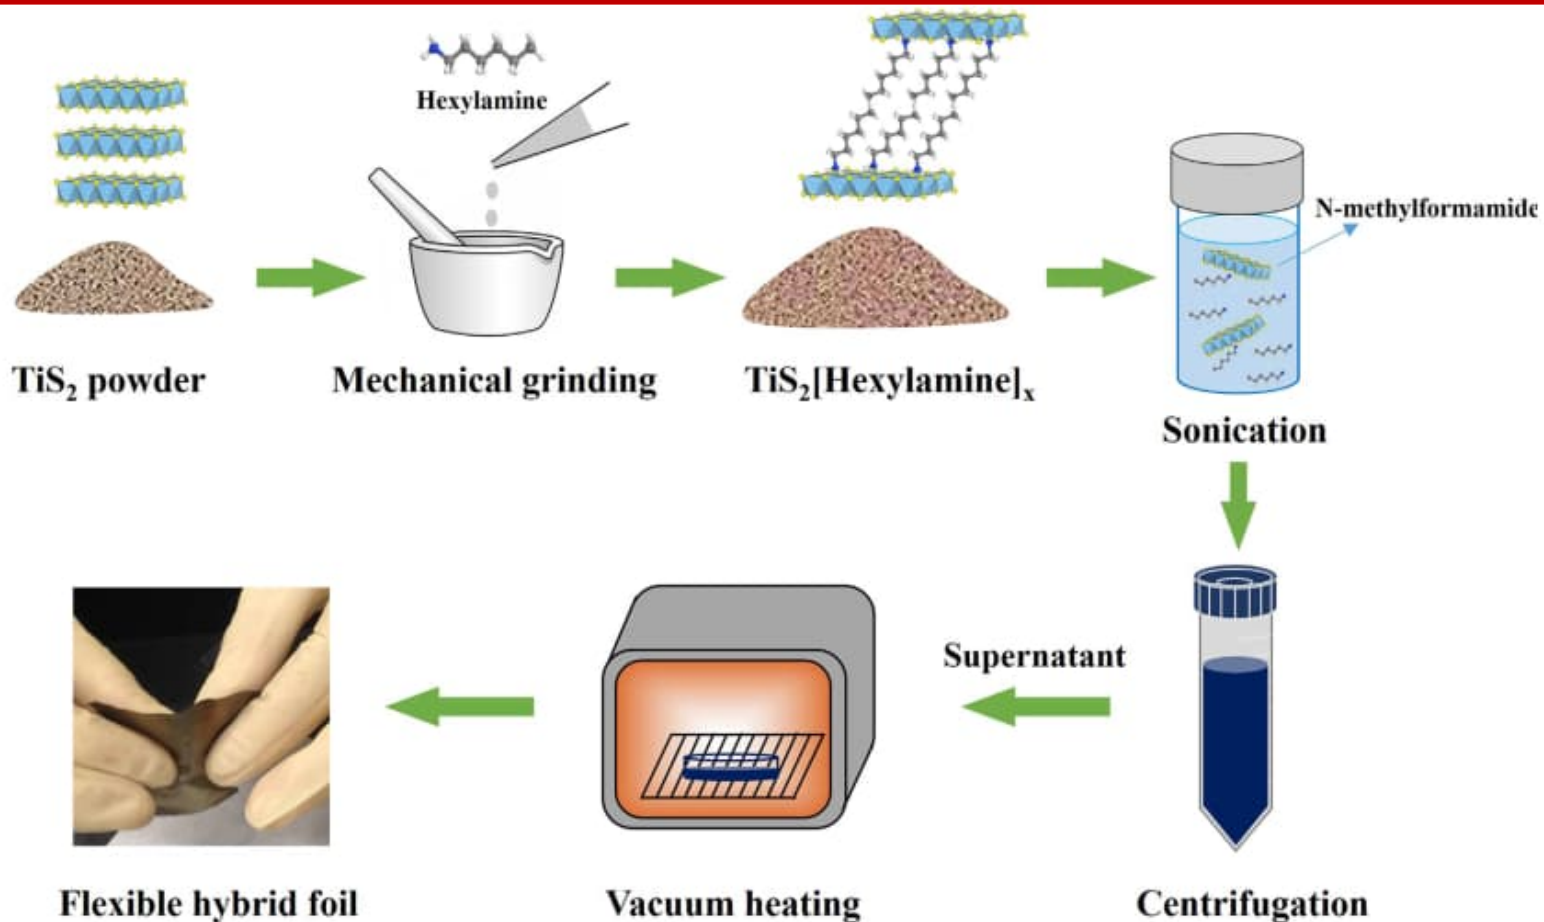 Hexylamine
N-methylformamide
TiS₂ powder
Mechanical grinding
TiS₂[Hexylamine]ₓ
Sonication
Supernatant
Flexible hybrid foil
Vacuum heating
Centrifugation